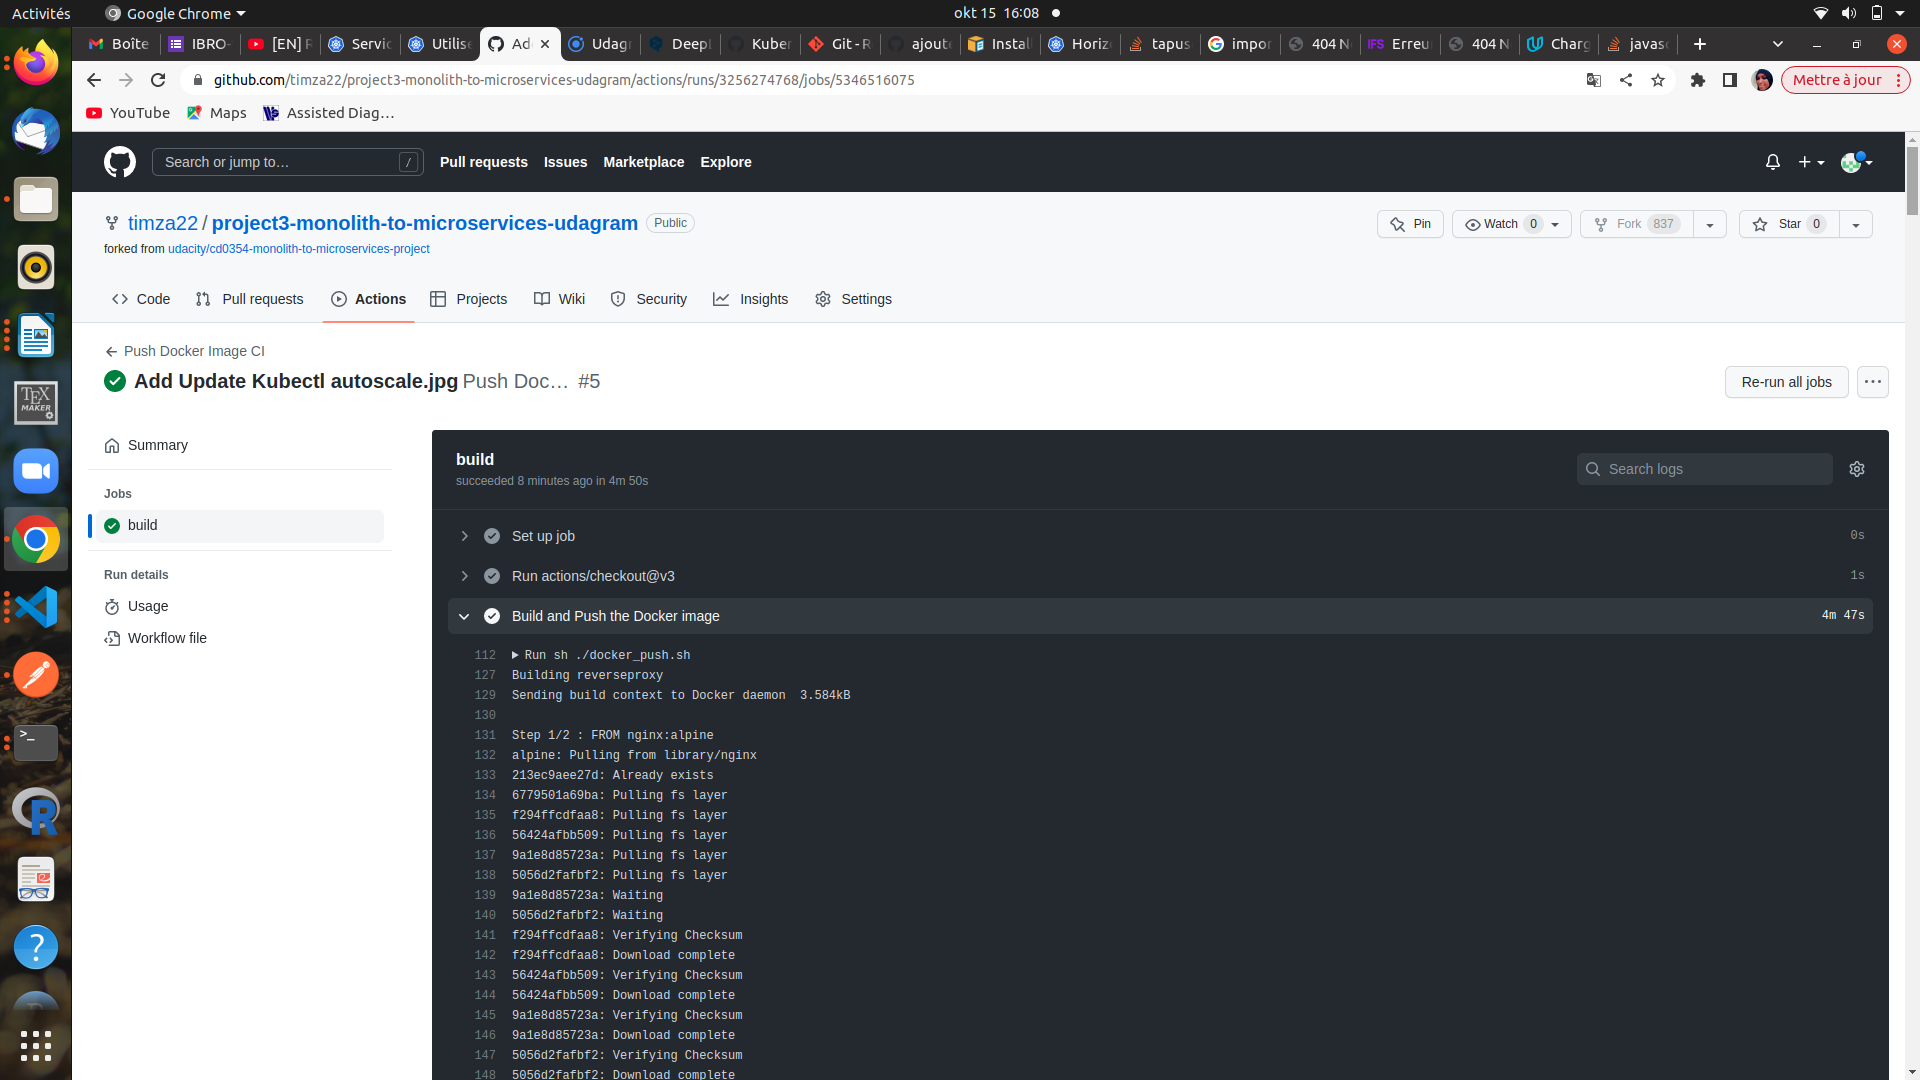 Activités
Google Chrome
okt 15 16:08
Boîte
IBRO-
[EN] R
Servic
Utilise
Ad
Udagr
DeepL
Kuber
Git - R
ajoute
Instal
Horiz
tapus
impor
404 N
Erreu
404 N
Charg
javasc
github.com/timza22/project3-monolith-to-microservices-udagram/actions/runs/3256274768/jobs/5346516075
Mettre à jour
YouTube
Maps
Assisted Diag…
Search or jump to…
/
Pull requests
Issues
Marketplace
Explore
timza22 / project3-monolith-to-microservices-udagram
Public
Pin
Watch 0
Fork 837
Star 0
forked from udacity/cd0354-monolith-to-microservices-project
Code
Pull requests
Actions
Projects
Wiki
Security
Insights
Settings
Push Docker Image CI
Add Update Kubectl autoscale.jpg Push Doc… #5
Re-run all jobs
Summary
Jobs
build
Run details
Usage
Workflow file
build
succeeded 8 minutes ago in 4m 50s
Search logs
Set up job
0s
Run actions/checkout@v3
1s
Build and Push the Docker image
4m 47s
112 Run sh ./docker_push.sh
127 Building reverseproxy
129 Sending build context to Docker daemon 3.584kB
130
131 Step 1/2 : FROM nginx:alpine
132 alpine: Pulling from library/nginx
133 213ec9aee27d: Already exists
134 6779501a69ba: Pulling fs layer
135 f294ffcdfaa8: Pulling fs layer
136 56424afbb509: Pulling fs layer
137 9a1e8d85723a: Pulling fs layer
138 5056d2fafbf2: Pulling fs layer
139 9a1e8d85723a: Waiting
140 5056d2fafbf2: Waiting
141 f294ffcdfaa8: Verifying Checksum
142 f294ffcdfaa8: Download complete
143 56424afbb509: Verifying Checksum
144 56424afbb509: Download complete
145 9a1e8d85723a: Verifying Checksum
146 9a1e8d85723a: Download complete
147 5056d2fafbf2: Verifying Checksum
148 5056d2fafbf2: Download complete
TEX
MAKER